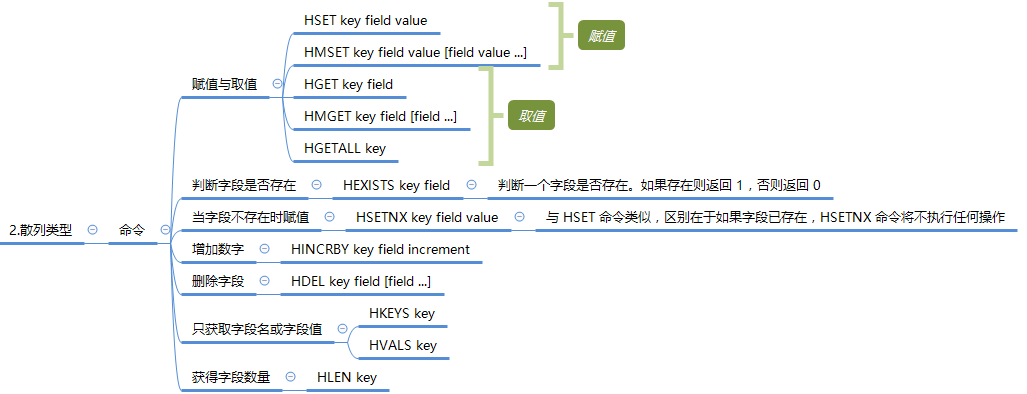 2.散列类型
命令
赋值与取值
HSET key field value
HMSET key field value [field value ...]
赋值
HGET key field
HMGET key field [field ...]
HGETALL key
取值
判断字段是否存在
HEXISTS key field
判断一个字段是否存在。如果存在则返回 1，否则返回 0
当字段不存在时赋值
HSETNX key field value
与 HSET 命令类似，区别在于如果字段已存在，HSETNX 命令将不执行任何操作
增加数字
HINCRBY key field increment
删除字段
HDEL key field [field ...]
只获取字段名或字段值
HKEYS key
HVALS key
获得字段数量
HLEN key